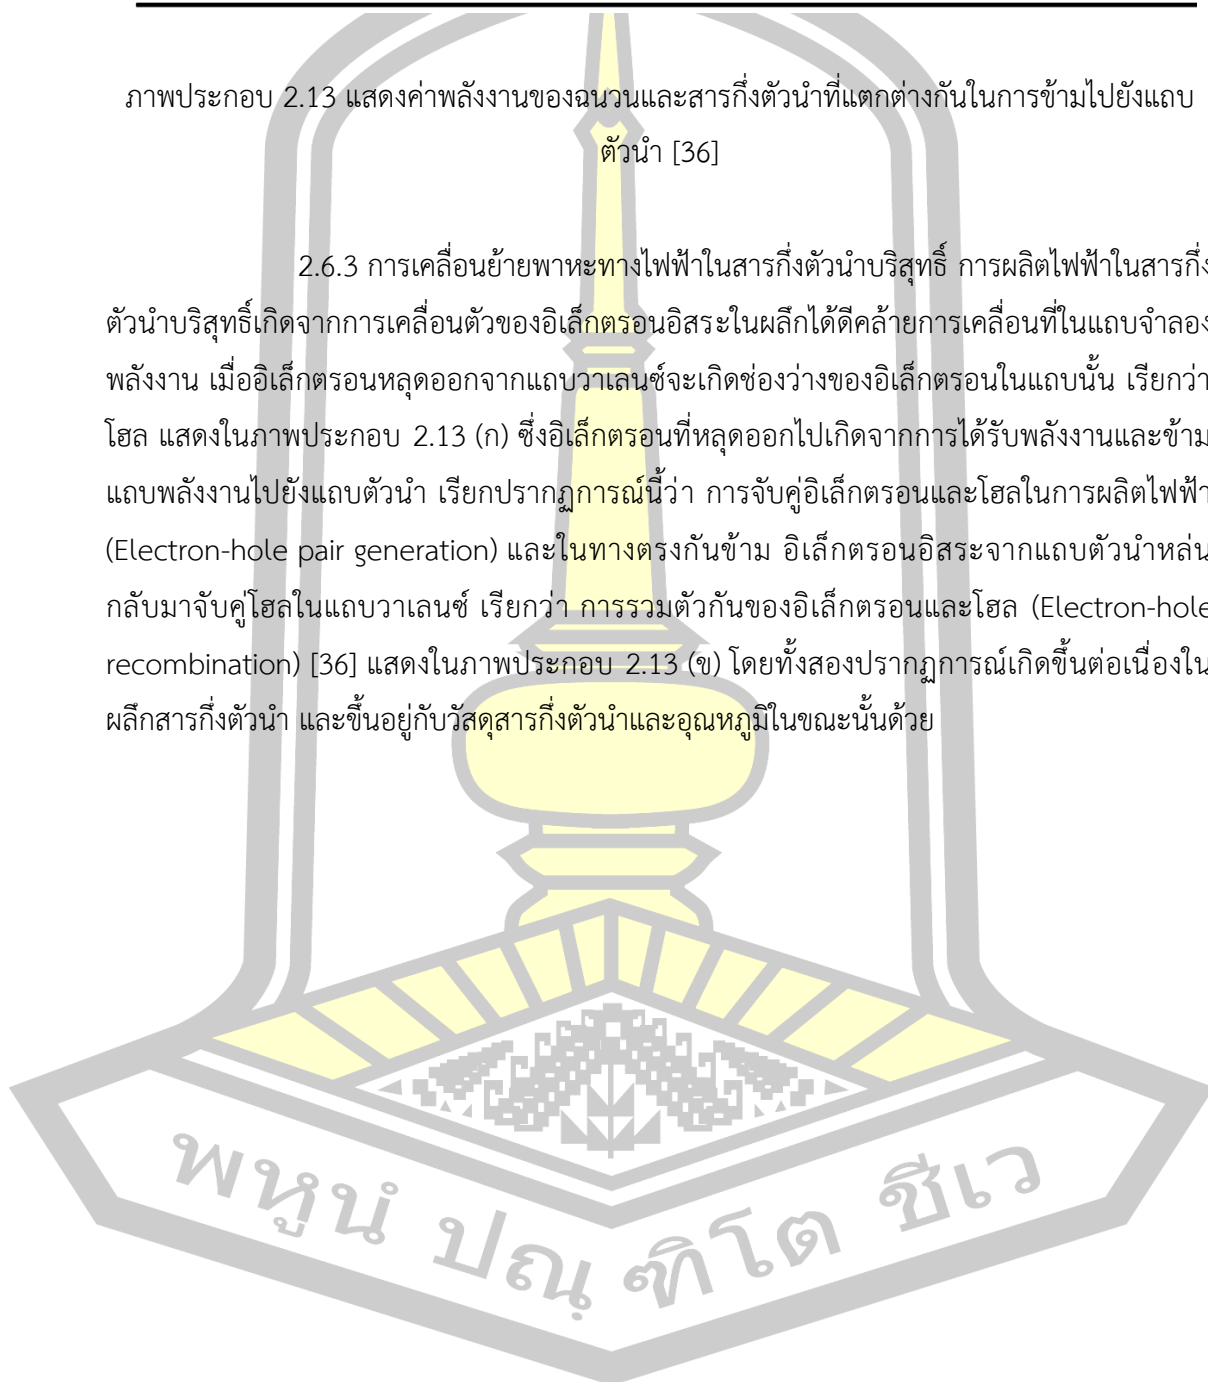 ภาพประกอบ 2.13 แสดงค่าพลังงานของฉนวนและสารกึ่งตัวนำที่แตกต่างกันในการข้ามไปยังแถบ
ตัวนำ [36]
2.6.3 การเคลื่อนย้ายพาหะทางไฟฟ้าในสารกึ่งตัวนำบริสุทธิ์ การผลิตไฟฟ้าในสารกึ่ง
ตัวนำบริสุทธิ์เกิดจากการเคลื่อนตัวของอิเล็กตรอนอิสระในผลึกได้ดีคล้ายการเคลื่อนที่ในแถบจำลอง
พลังงาน เมื่ออิเล็กตรอนหลุดออกจากแถบวาเลนซ์จะเกิดช่องว่างของอิเล็กตรอนในแถบนั้น เรียกว่า
โฮล แสดงในภาพประกอบ 2.13 (ก) ซึ่งอิเล็กตรอนที่หลุดออกไปเกิดจากการได้รับพลังงานและข้าม
แถบพลังงานไปยังแถบตัวนำ เรียกปรากฏการณ์นี้ว่า การจับคู่อิเล็กตรอนและโฮลในการผลิตไฟฟ้า
(Electron-hole pair generation) และในทางตรงกันข้าม อิเล็กตรอนอิสระจากแถบตัวนำหล่น
กลับมาจับคู่โฮลในแถบวาเลนซ์ เรียกว่า การรวมตัวกันของอิเล็กตรอนและโฮล (Electron-hole
recombination) [36] แสดงในภาพประกอบ 2.13 (ข) โดยทั้งสองปรากฏการณ์เกิดขึ้นต่อเนื่องใน
ผลึกสารกึ่งตัวนำ และขึ้นอยู่กับวัสดุสารกึ่งตัวนำและอุณหภูมิในขณะนั้นด้วย
พหูนํ ปณฺ ฑิโต ชีเว